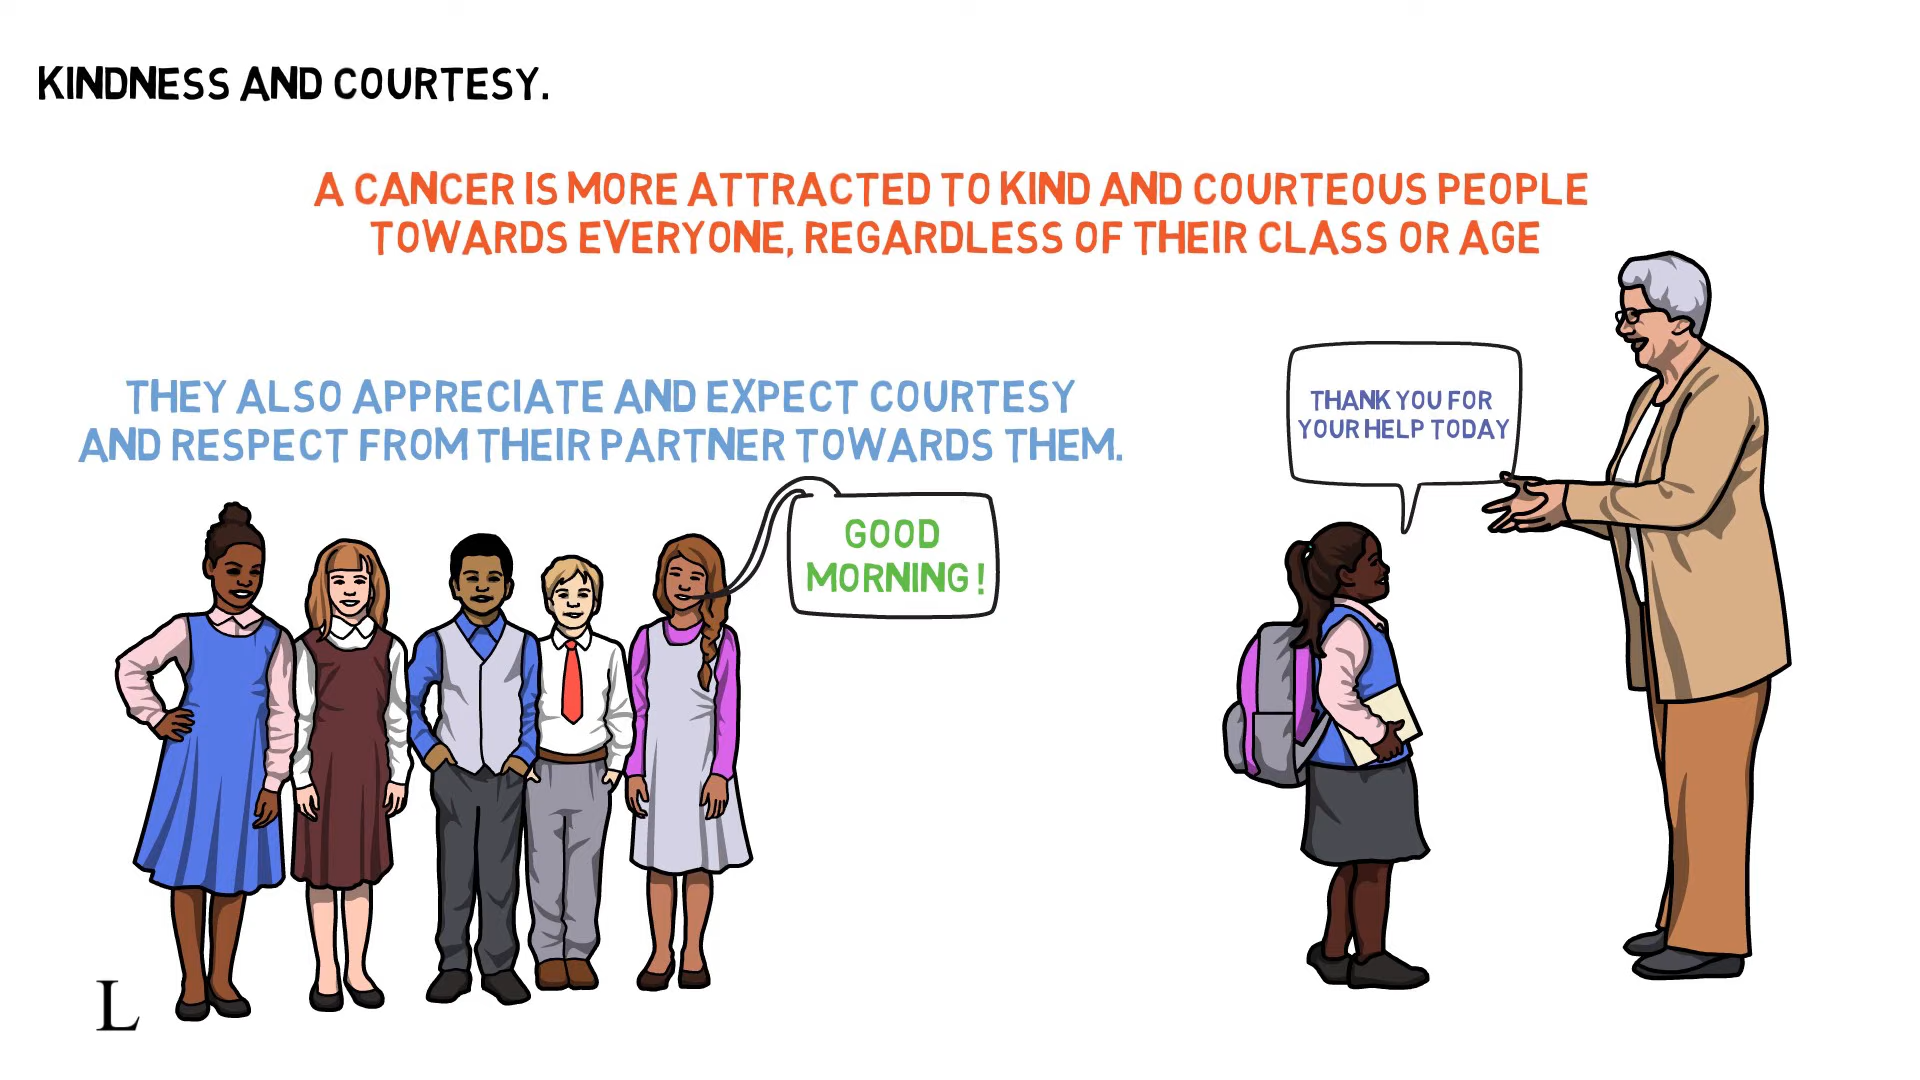 KINDNESS AND COURTESY.
A CANCER IS MORE ATTRACTED TO KIND AND COURTEOUS PEOPLE
TOWARDS EVERYONE, REGARDLESS OF THEIR CLASS OR AGE
THEY ALSO APPRECIATE AND EXPECT COURTESY
AND RESPECT FROM THEIR PARTNER TOWARDS THEM.
THANK YOU FOR
YOUR HELP TODAY
GOOD
MORNING!
L